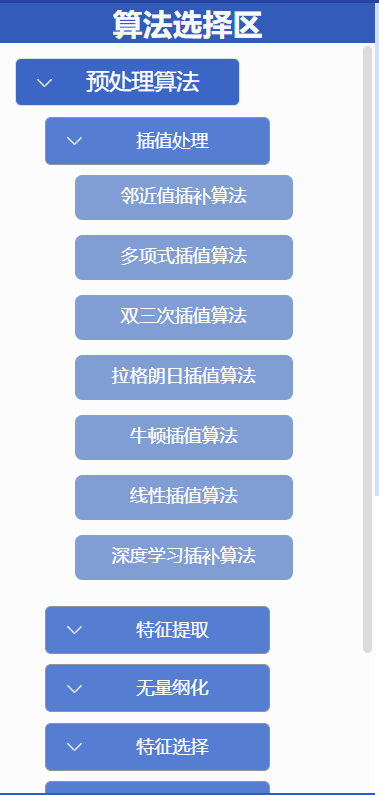 算法选择区
预处理算法
插值处理
邻近值插补算法
多项式插值算法
双三次插值算法
拉格朗日插值算法
牛顿插值算法
线性插值算法
深度学习插补算法
特征提取
无量纲化
特征选择